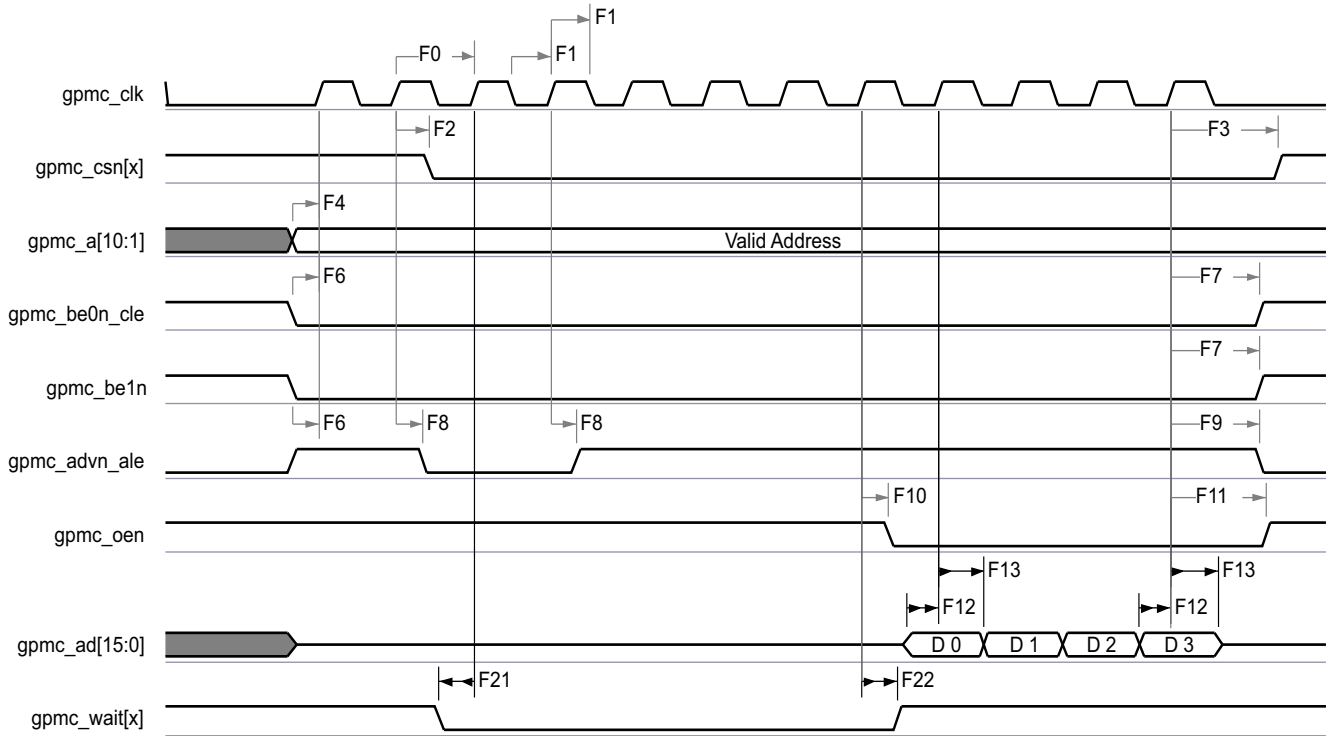 F1
F0 F1
gpmc_clk
F2 F3
gpmc_csn[x]
F4
gpmc_a[10:1] Valid Address
F6 F7
gpmc_be0n_cle
F7
gpmc_be1n
F6 F8 F8 F9
gpmc_advn_ale
F10 F11
gpmc_oen
F13 F13
F12 F12
gpmc_ad[15:0] D 0 D 1 D 2 D 3
F21 F22
gpmc_wait[x]